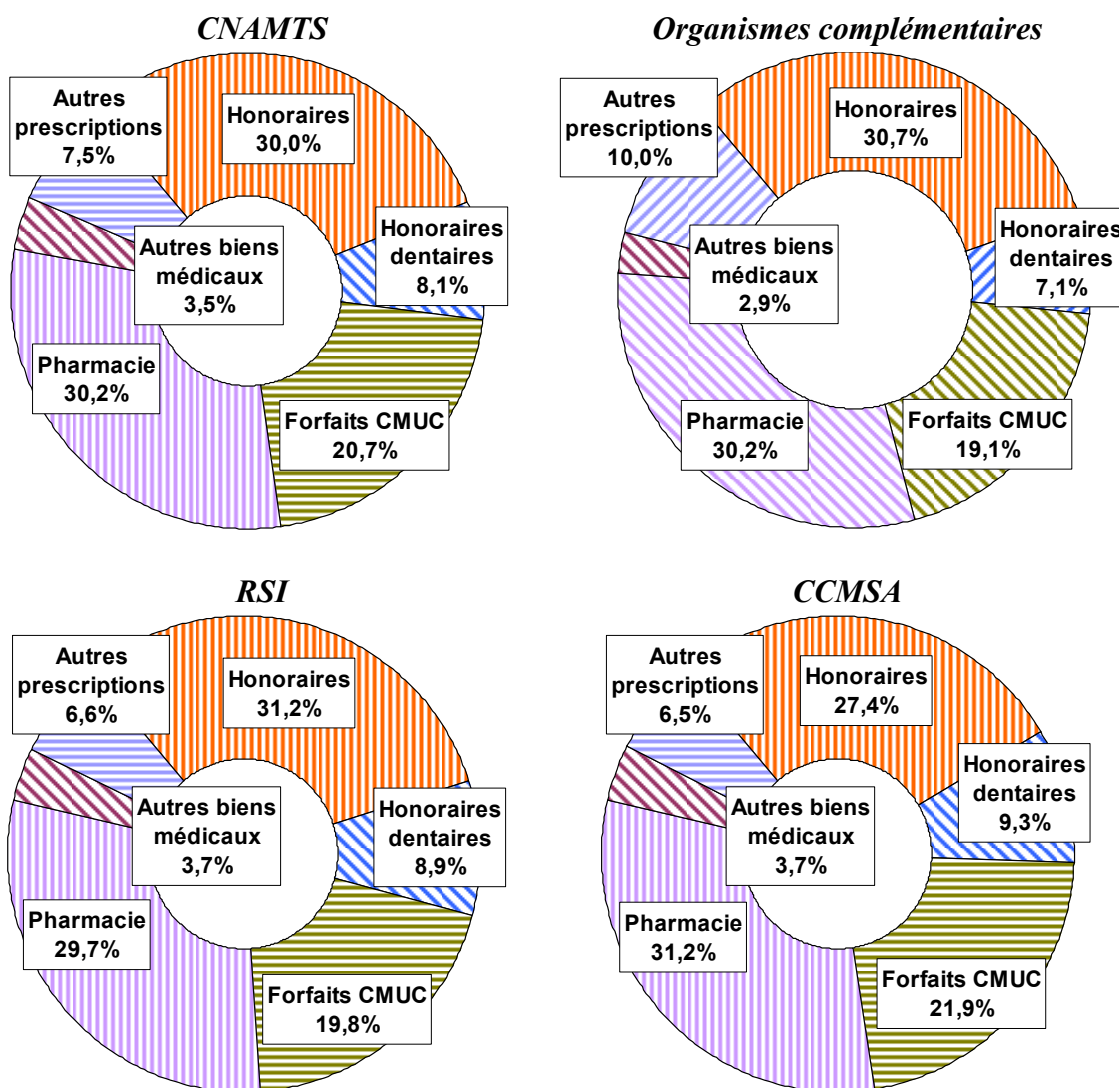 CNAMTS
Autres
prescriptions
7,5%
Honoraires
30,0%
Honoraires
dentaires
8,1%
Autres biens
médicaux
3,5%
Pharmacie
30,2%
Forfaits CMUC
20,7%
Organismes complémentaires
Autres
prescriptions
10,0%
Honoraires
30,7%
Honoraires
dentaires
7,1%
Autres biens
médicaux
2,9%
Pharmacie
30,2%
Forfaits CMUC
19,1%
RSI
Autres
prescriptions
6,6%
Honoraires
31,2%
Honoraires
dentaires
8,9%
Autres biens
médicaux
3,7%
Pharmacie
29,7%
Forfaits CMUC
19,8%
CCMSA
Autres
prescriptions
6,5%
Honoraires
27,4%
Honoraires
dentaires
9,3%
Autres biens
médicaux
3,7%
Pharmacie
31,2%
Forfaits CMUC
21,9%